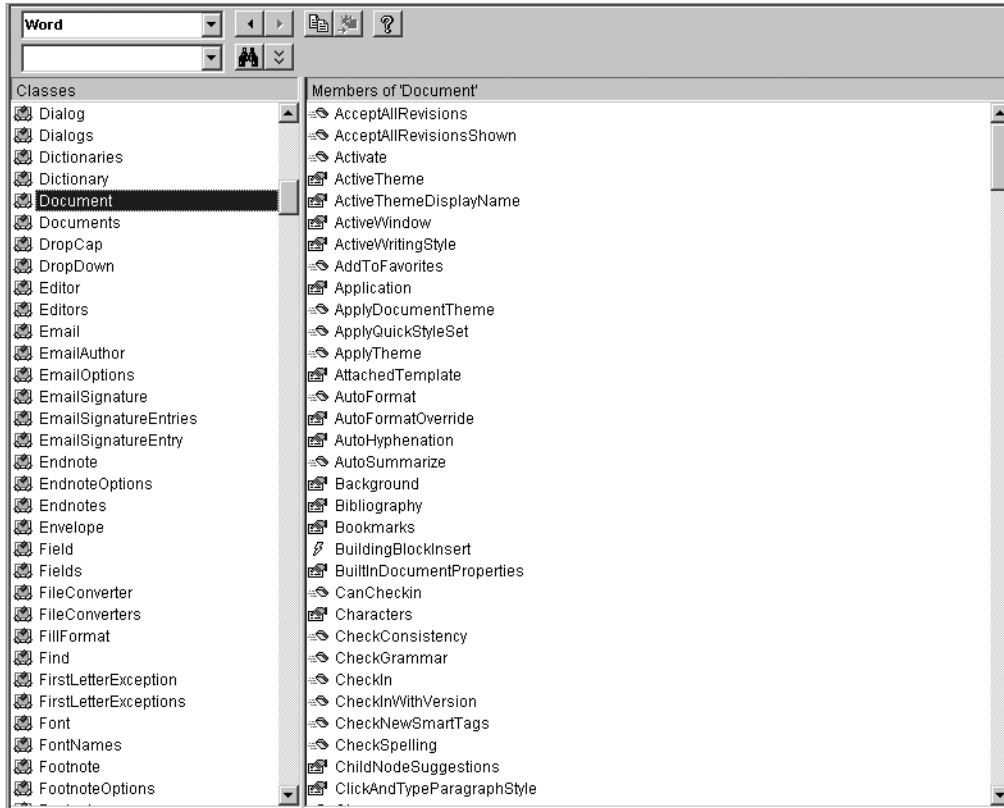 Word
Classes
Dialog
Dialogs
Dictionaries
Dictionary
Document
Documents
DropCap
DropDown
Editor
Editors
Email
EmailAuthor
EmailOptions
EmailSignature
EmailSignatureEntries
EmailSignatureEntry
Endnote
EndnoteOptions
Endnotes
Envelope
Field
Fields
FileConverter
FileConverters
FillFormat
Find
FirstLetterException
FirstLetterExceptions
Font
FontNames
Footnote
FootnoteOptions
Members of 'Document'
AcceptAllRevisions
AcceptAllRevisionsShown
Activate
ActiveTheme
ActiveThemeDisplayName
ActiveWindow
ActiveWritingStyle
AddToFavorites
Application
ApplyDocumentTheme
ApplyQuickStyleSet
ApplyTheme
AttachedTemplate
AutoFormat
AutoFormatOverride
AutoHyphenation
AutoSummarize
Background
Bibliography
Bookmarks
BuildingBlockInsert
BuiltInDocumentProperties
CanCheckin
Characters
CheckConsistency
CheckGrammar
CheckIn
CheckInWithVersion
CheckNewSmartTags
CheckSpelling
ChildNodeSuggestions
ClickAndTypeParagraphStyle